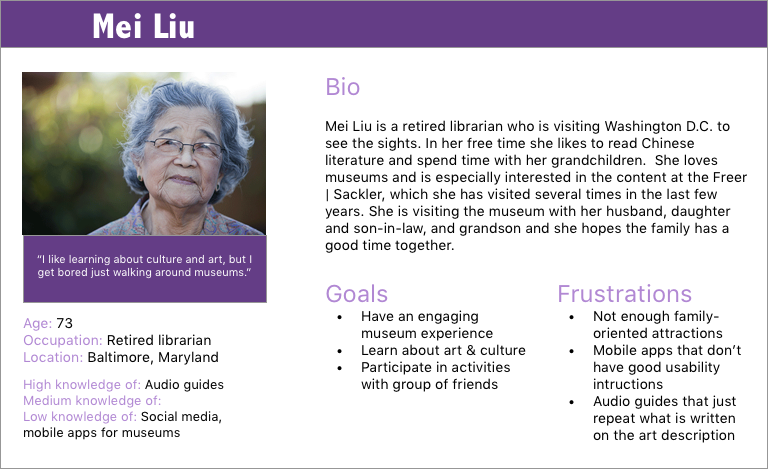 Mei Liu
“I like learning about culture and art, but I
get bored just walking around museums.”
Age: 73
Occupation: Retired librarian
Location: Baltimore, Maryland
High knowledge of: Audio guides
Medium knowledge of:
Low knowledge of: Social media,
mobile apps for museums
Bio
Mei Liu is a retired librarian who is visiting Washington D.C. to
see the sights. In her free time she likes to read Chinese
literature and spend time with her grandchildren.  She loves
museums and is especially interested in the content at the Freer
| Sackler, which she has visited several times in the last few
years. She is visiting the museum with her husband, daughter
and son-in-law, and grandson and she hopes the family has a
good time together.
Goals
• Have an engaging
museum experience
• Learn about art & culture
• Participate in activities
with group of friends
Frustrations
• Not enough family-
oriented attractions
• Mobile apps that don’t
have good usability
intructions
• Audio guides that just
repeat what is written
on the art description